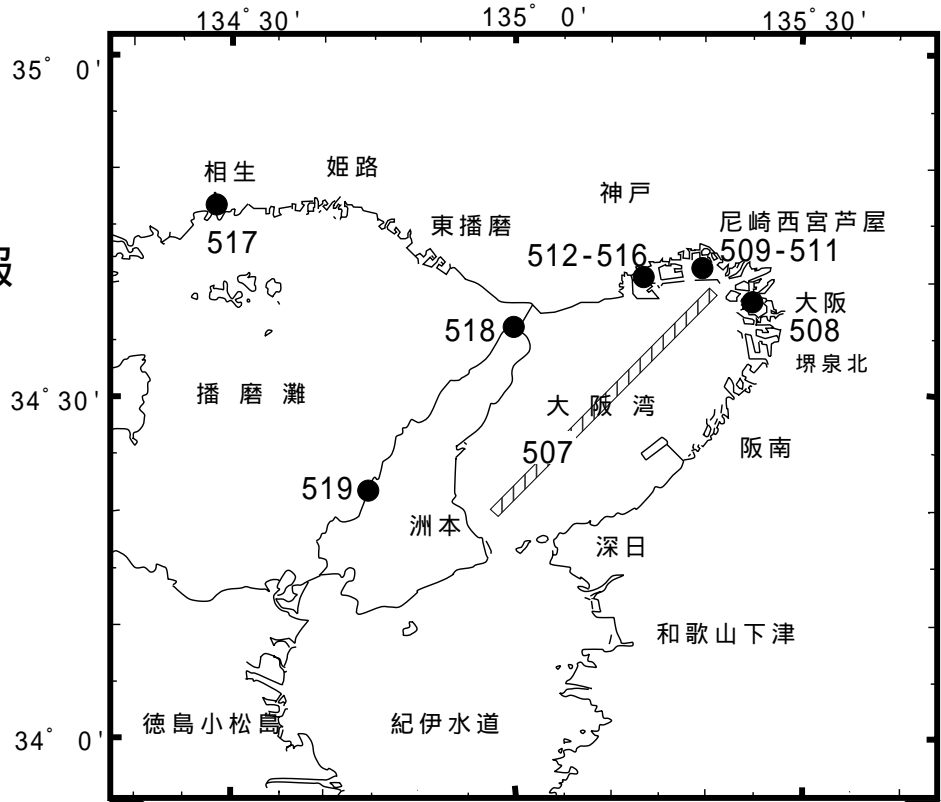 134°30'
135° 0'
135°30'
35° 0'
相生
姫路
神戸
517
東播磨
尼崎西宮芦屋
512-516
509-511
報
大阪
518
508
堺泉北
34°30'
播磨灘
大阪湾
507
阪南
519
洲本
深日
和歌山下津
徳島小松島
紀伊水道
34° 0'